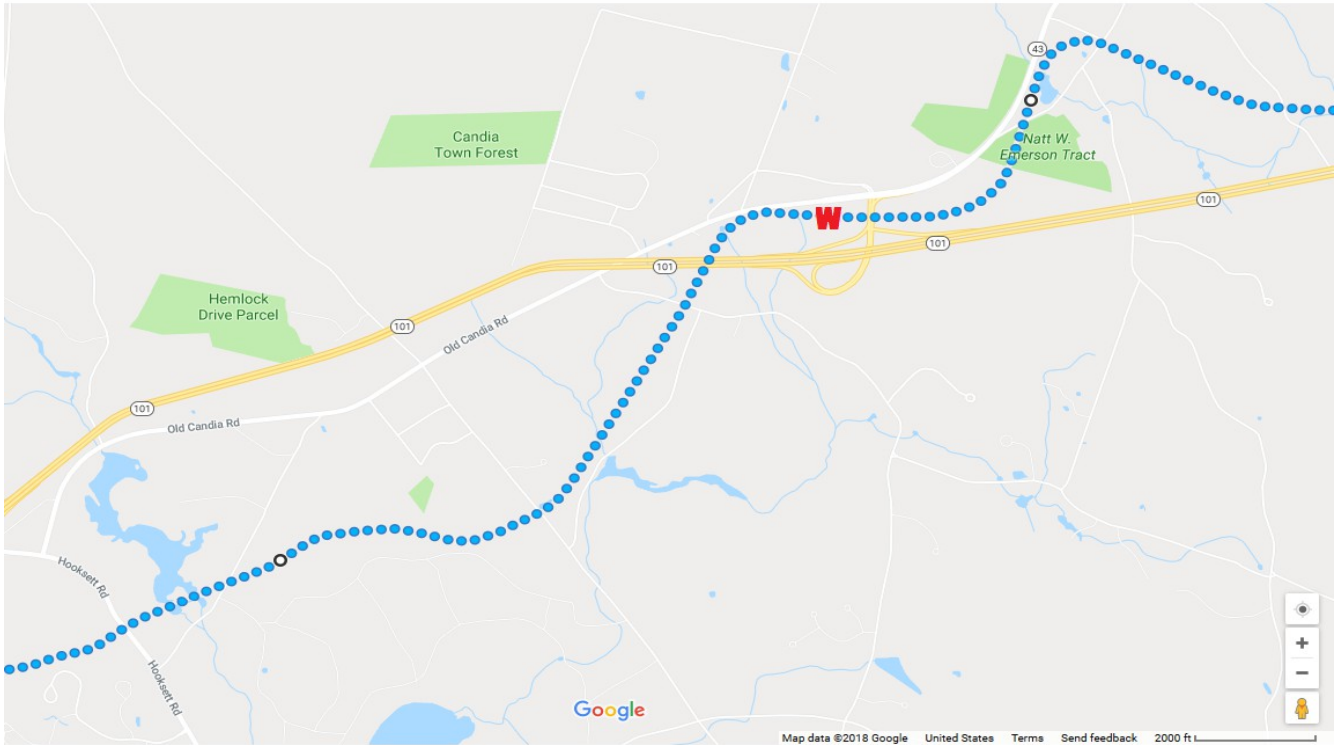 43
Candia
Town Forest
Natt W.
Emerson Tract
101
W
101
101
Hemlock
Drive Parcel
101
Old Candia Rd
101
Old Candia Rd
Hooksett Rd
Hooksett Rd
Google
Map data ©2018 Google United States Terms Send feedback 2000 ft